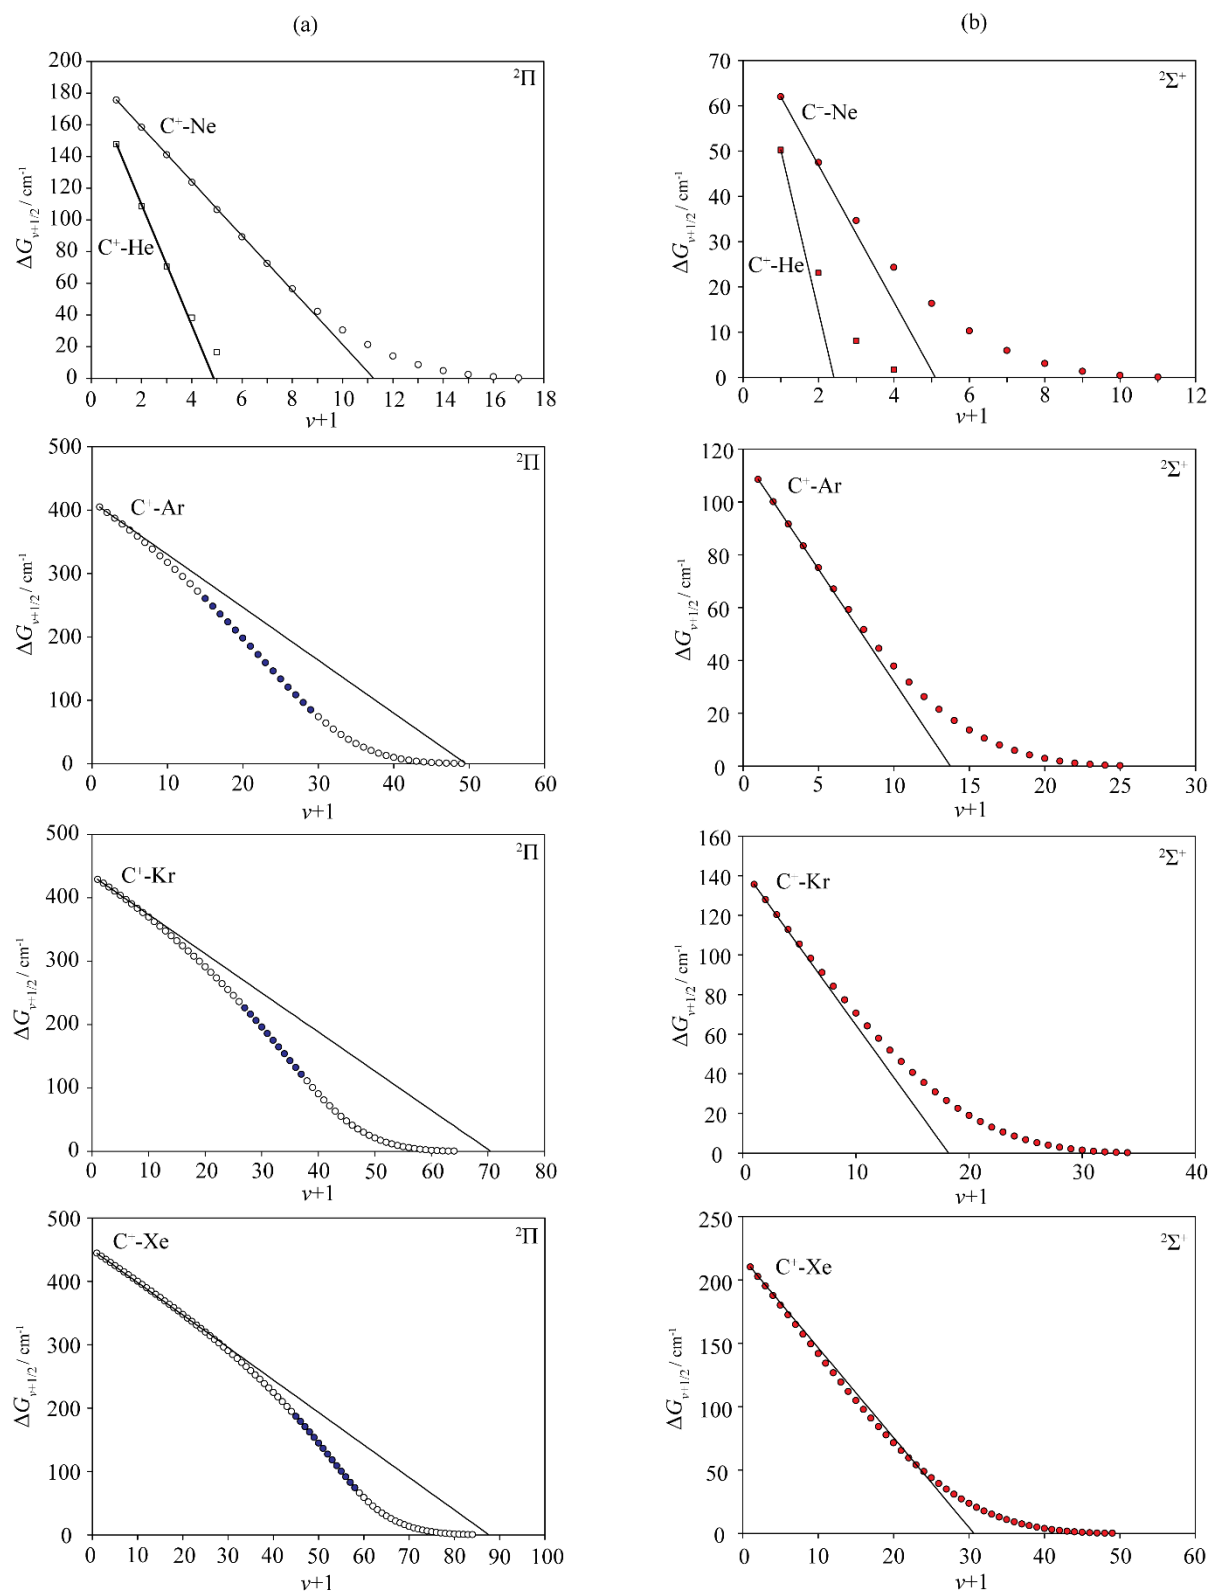 (a)
(b)
200
180
160
140
120
100
80
60
40
20
0
0 2 4 6 8 10 12 14 16 18
ΔG_{v+1/2} / cm⁻¹
v+1
²Π
C⁺-Ne
C⁺-He
70
60
50
40
30
20
10
0
0 2 4 6 8 10 12
ΔG_{v+1/2} / cm⁻¹
v+1
²Σ⁺
C⁺-Ne
C⁺-He
500
400
300
200
100
0
0 10 20 30 40 50 60
ΔG_{v+1/2} / cm⁻¹
v+1
²Π
C⁺-Ar
120
100
80
60
40
20
0
0 5 10 15 20 25 30
ΔG_{v+1/2} / cm⁻¹
v+1
²Σ⁺
C⁺-Ar
500
400
300
200
100
0
0 10 20 30 40 50 60 70 80
ΔG_{v+1/2} / cm⁻¹
v+1
²Π
C⁺-Kr
160
140
120
100
80
60
40
20
0
0 10 20 30 40
ΔG_{v+1/2} / cm⁻¹
v+1
²Σ⁺
C⁺-Kr
500
400
300
200
100
0
0 10 20 30 40 50 60 70 80 90 100
ΔG_{v+1/2} / cm⁻¹
v+1
²Π
C⁺-Xe
250
200
150
100
50
0
0 10 20 30 40 50 60
ΔG_{v+1/2} / cm⁻¹
v+1
²Σ⁺
C⁺-Xe